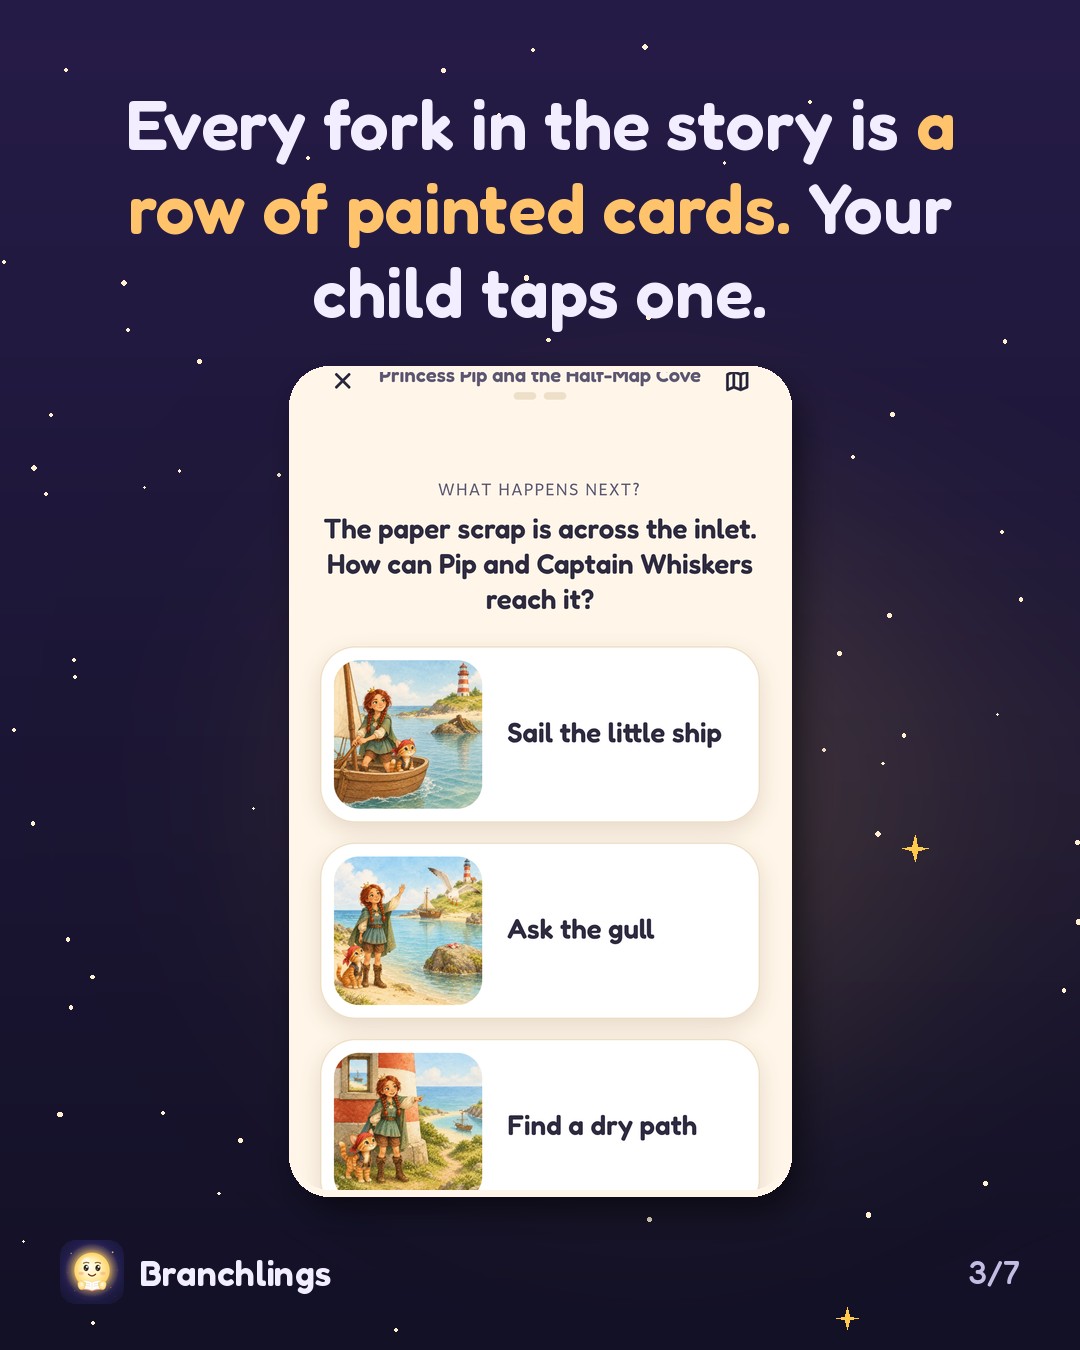 Every fork in the story is a
row of painted cards. Your
child taps one.
Princess Pip and the Half-Map Cove
WHAT HAPPENS NEXT?
The paper scrap is across the inlet.
How can Pip and Captain Whiskers
reach it?
Sail the little ship
Ask the gull
Find a dry path
Branchlings
3/7